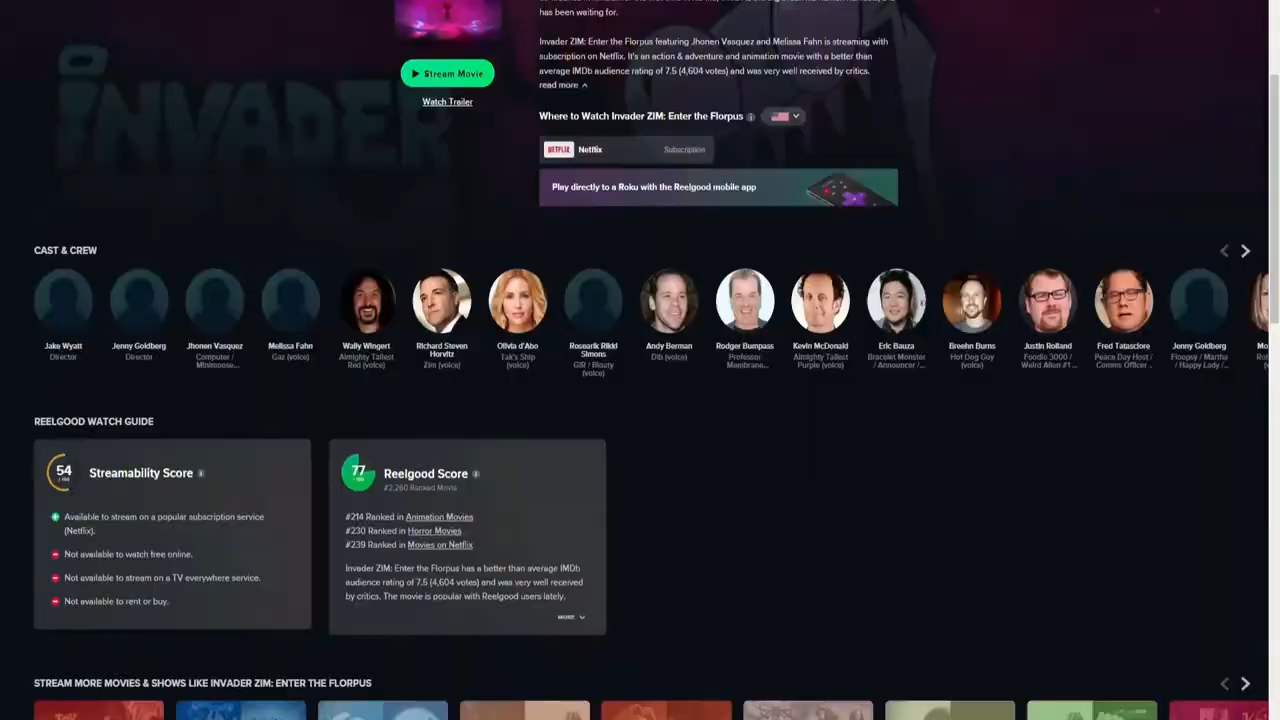 has been waiting for.
INVADER
Invader ZIM: Enter the Florpus featuring Jhonen Vasquez and Melissa Fahn is streaming with
subscription on Netflix. It's an action & adventure and animation movie with a better than
average IMDb audience rating of 7.5 (4,604 votes) and was very well received by critics.
read more
Stream Movie
Watch Trailer
Where to Watch Invader ZIM: Enter the Florpus
NETFLIX Netflix Subscription
Play directly to a Roku with the Reelgood mobile app
CAST & CREW
Jake Wyatt
Director
Jenny Goldberg
Director
Jhonen Vasquez
Computer /
Minimoose...
Melissa Fahn
Gaz (voice)
Wally Wingert
Almighty Tallest
Red (voice)
Richard Steven
Horvitz
Zim (voice)
Olivia d'Abo
Tak's Ship
(voice)
Rosearik Rikki
Simons
GIR / Bloaty
(voice)
Andy Berman
Dib (voice)
Rodger Bumpass
Professor
Membrane...
Kevin McDonald
Almighty Tallest
Purple (voice)
Eric Bauza
Bracelet Monster
/ Announcer /...
Breehn Burns
Hot Dog Guy
(voice)
Justin Roiland
Foodio 3000 /
Weird Alien #1 ...
Fred Tatasciore
Peace Day Host /
Comms Officer ..
Jenny Goldberg
Floopsy / Martha
/ Happy Lady /...
REELGOOD WATCH GUIDE
54
/ 100
Streamability Score
Available to stream on a popular subscription service
(Netflix).
Not available to watch free online.
Not available to stream on a TV everywhere service.
Not available to rent or buy.
77
/ 100
Reelgood Score
#2,260 Ranked Movie
#214 Ranked in Animation Movies
#230 Ranked in Horror Movies
#239 Ranked in Movies on Netflix
Invader ZIM: Enter the Florpus has a better than average IMDb
audience rating of 7.5 (4,604 votes) and was very well received
by critics. The movie is popular with Reelgood users lately.
MORE
STREAM MORE MOVIES & SHOWS LIKE INVADER ZIM: ENTER THE FLORPUS